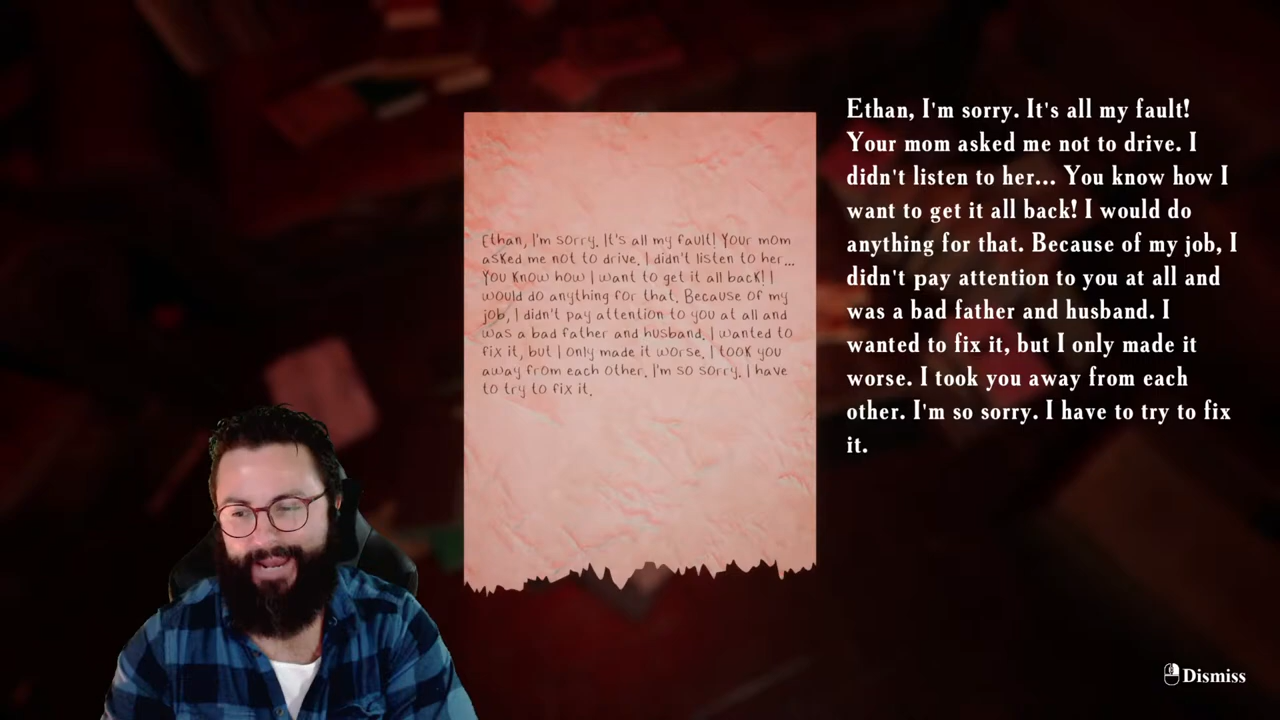 Ethan, I'm sorry. It's all my fault! Your mom
asked me not to drive. I didn't listen to her...
You know how I want to get it all back! I
would do anything for that. Because of my
job, I didn't pay attention to you at all and
was a bad father and husband. I wanted to
fix it, but I only made it worse. I took you
away from each other. I'm so sorry. I have
to try to fix it.
Ethan, I'm sorry. It's all my fault!
Your mom asked me not to drive. I
didn't listen to her... You know how I
want to get it all back! I would do
anything for that. Because of my job, I
didn't pay attention to you at all and
was a bad father and husband. I
wanted to fix it, but I only made it
worse. I took you away from each
other. I'm so sorry. I have to try to fix
it.
Dismiss